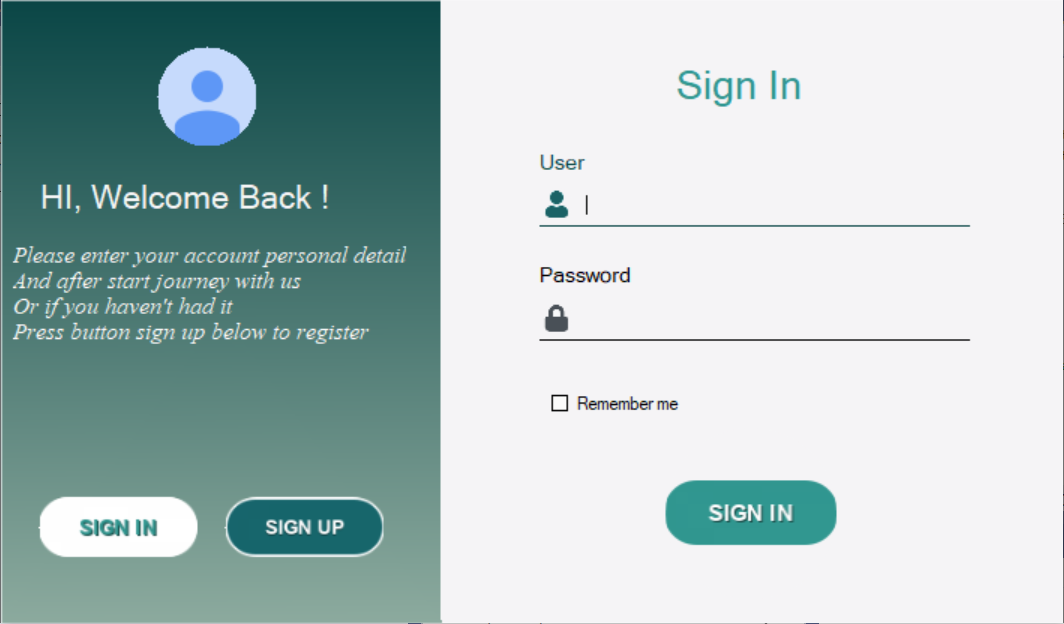 HI, Welcome Back !
Please enter your account personal detail
And after start journey with us
Or if you haven't had it
Press button sign up below to register
SIGN IN
SIGN UP
Sign In
User
Password
Remember me
SIGN IN